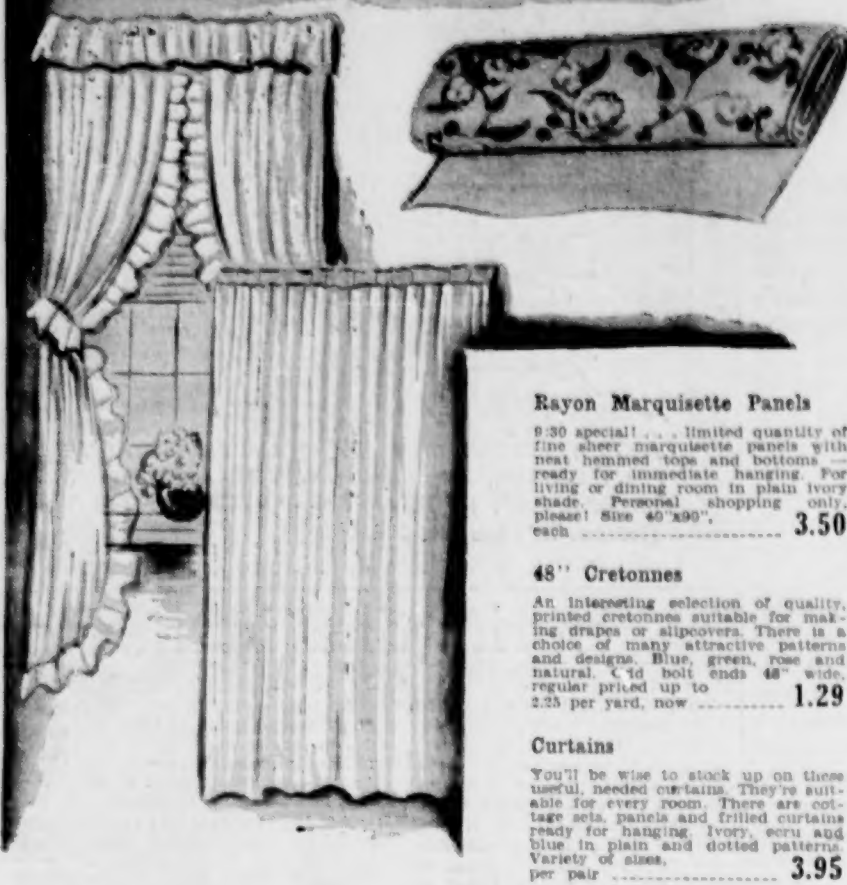 Rayon Marquisette Panels
9:30 special! . . . limited quantity of
fine sheer marquisette panels with
neat hemmed tops and bottoms —
ready for immediate hanging. For
living or dining room in plain ivory
shade. Personal shopping only,
please! Size 40"x90",
each .......................... 3.50
48" Cretonnes
An interesting selection of quality,
printed cretonnes suitable for mak-
ing drapes or slipcovers. There is a
choice of many attractive patterns
and designs. Blue, green, rose and
natural. Odd bolt ends 48" wide,
regular priced up to
2.25 per yard, now .......... 1.29
Curtains
You'll be wise to stock up on these
useful, needed curtains. They're suit-
able for every room. There are cot-
tage sets, panels and frilled curtains
ready for hanging. Ivory, ecru and
blue in plain and dotted patterns.
Variety of sizes,
per pair ...................... 3.95